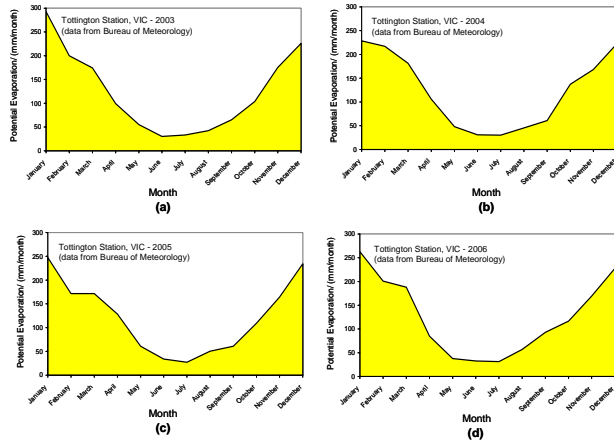 Tottington Station, VIC - 2003
(data from Bureau of Meteorology)
Potential Evaporation/ (mm/month)
300
250
200
150
100
50
0
January
February
March
April
May
June
July
August
September
October
November
December
Month
(a)
Tottington Station, VIC - 2004
(data from Bureau of Meteorology)
Potential Evaporation/ (mm/month)
300
250
200
150
100
50
0
January
February
March
April
May
June
July
August
September
October
November
December
Month
(b)
Tottington Station, VIC - 2005
(data from Bureau of Meteorology)
Potential Evaporation/ (mm/month)
300
250
200
150
100
50
0
January
February
March
April
May
June
July
August
September
October
November
December
Month
(c)
Tottington Station, VIC - 2006
(data from Bureau of Meteorology)
Potential Evaporation/ (mm/month)
300
250
200
150
100
50
0
January
February
March
April
May
June
July
August
September
October
November
December
Month
(d)